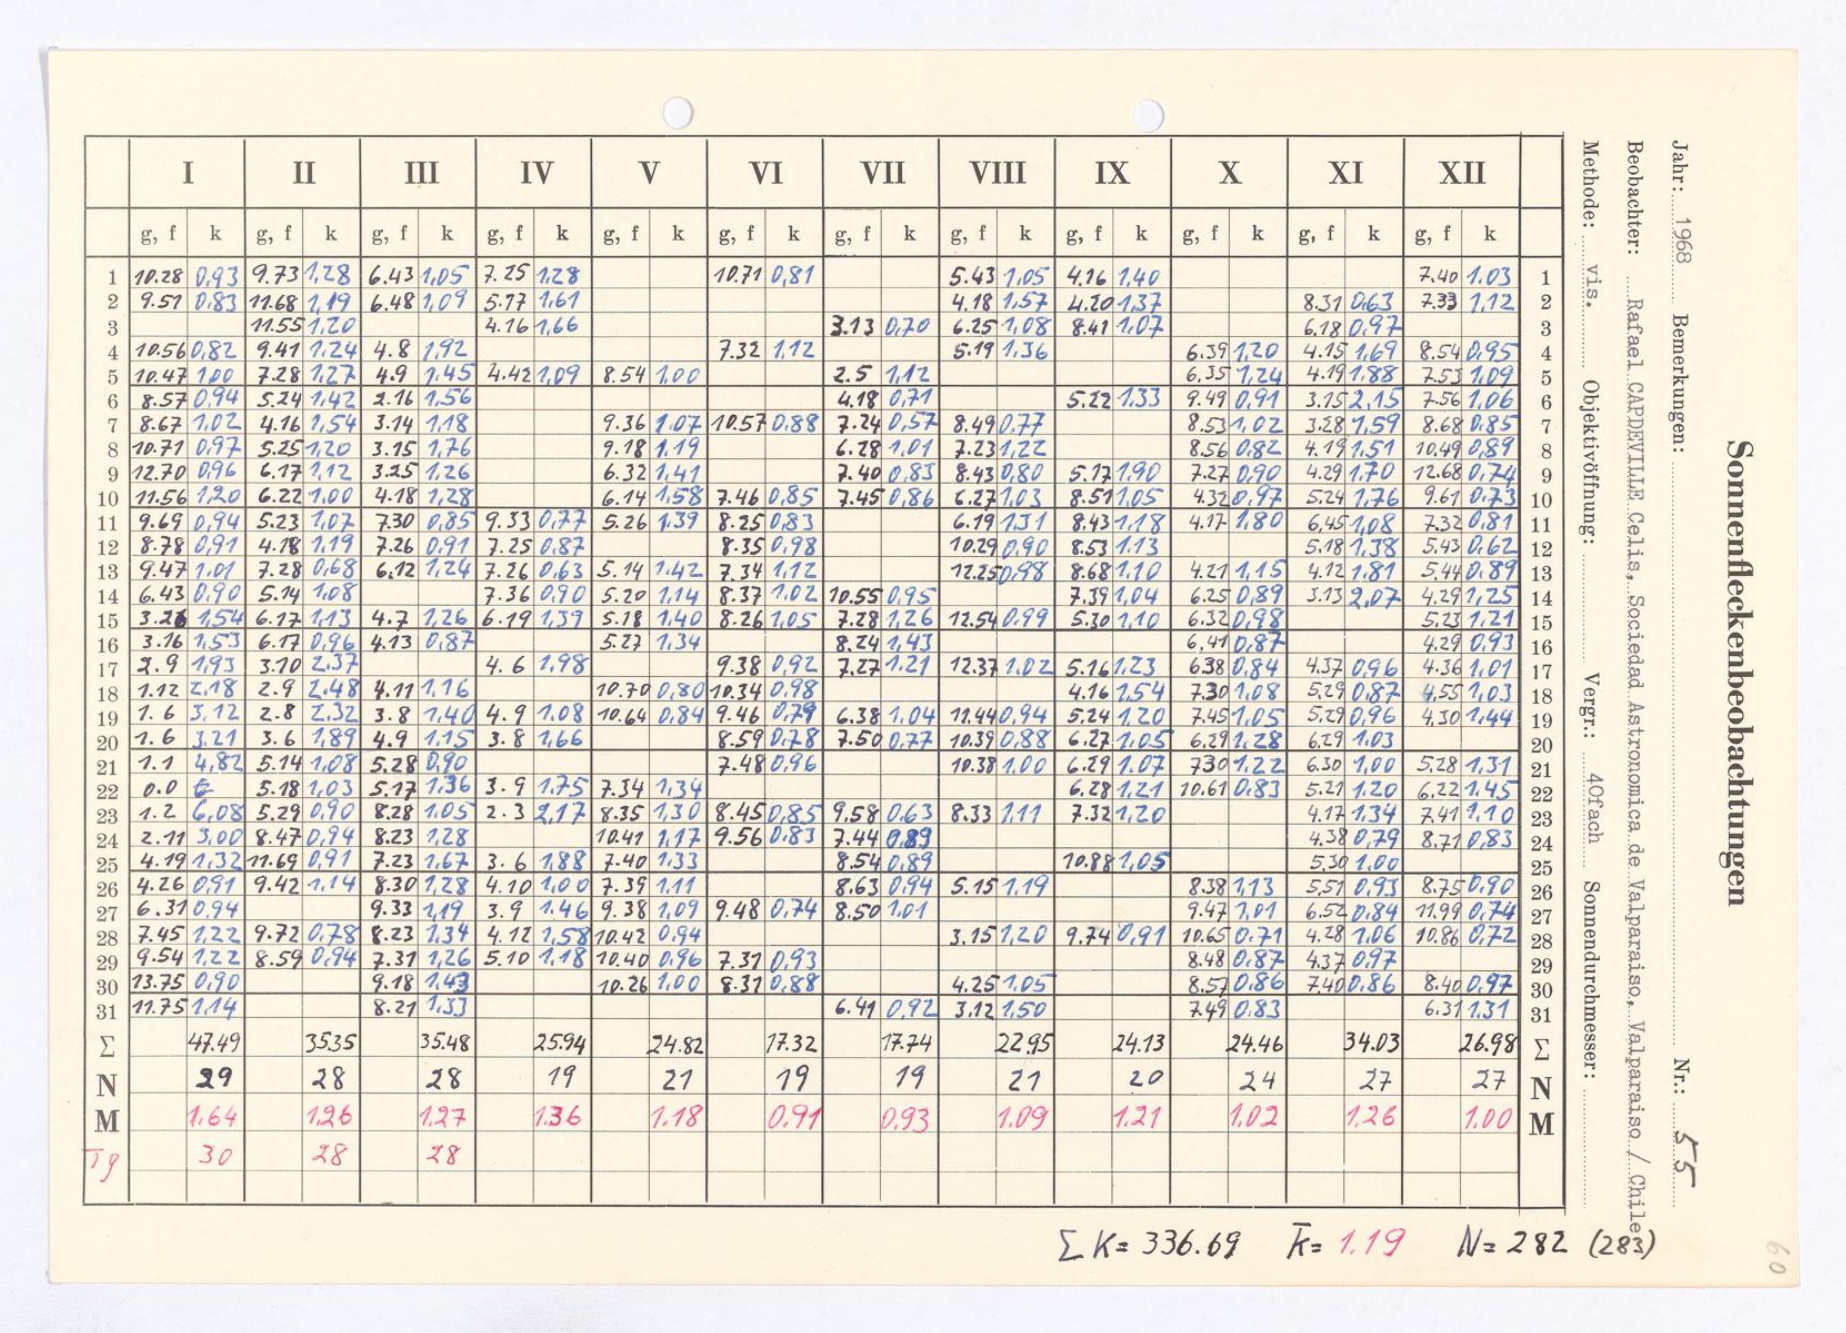 I II III IV V VI VII VIII IX X XI XII
g, f k g, f k g, f k g, f k g, f k g, f k g, f k g, f k g, f k g, f k g, f k g, f k
1 10.28 0,93 9.73 1,28 6.43 1,05 7.25 1,28 10.71 0,81 5.43 1,05 4.16 1,40 7.40 1.03 1
2 9.51 0,83 11.68 1,19 6.48 1,09 5.17 1,61 4.18 1,57 4.20 1,37 8.31 0,63 7.33 1,12 2
3 11.55 1,20 4.16 1,66 3.13 0,70 6.25 1,08 8.41 1,07 6.18 0,97 3
4 10.56 0,82 9.41 1.24 4.8 1,92 7.32 1,12 5.19 1,36 6.39 1,20 4.15 1,69 8.54 0,95 4
5 10.47 1,00 7.28 1,27 4.9 1,45 4.42 1,09 8.54 1,00 2.5 1,12 6,35 1,24 4.19 1,88 7.53 1,09 5
6 8.57 0,94 5.24 1,42 2.16 1,56 4.18 0,71 5.22 1.33 9.49 0,91 3.15 2,15 7.56 1,06 6
7 8.67 1,02 4.16 1,54 3.14 1,18 9.36 1,07 10.57 0,88 7.24 0,57 8,49 0,77 8.53 1,02 3.28 1,59 8.68 0.85 7
8 10.71 0,97 5.25 1,20 3.15 1,76 9.18 1,19 6.28 1,01 7.23 1,22 8.56 0,82 4.19 1.51 10,49 0,89 8
9 12.70 0,96 6.17 1,12 3.25 1,26 6.32 1,41 7.40 0,83 8.43 0,80 5.17 1.90 7.27 0,90 4.29 1,70 12.68 0,74 9
10 11.56 1,20 6.22 1.00 4.18 1,28 6.14 1,58 7.46 0,85 7.45 0,86 6.27 1,03 8.51 1,05 4.32 0,97 5.24 1,76 9.61 0,73 10
11 9.69 0,94 5.23 1,07 7.30 0,85 9.33 0,77 5.26 1,39 8.25 0,83 6.19 1.31 8.43 1,18 4.17 1,80 6,45 1,08 7.32 0,81 11
12 8.78 0,91 4.18 1,19 7.26 0,91 7.25 0,87 8.35 0,98 10.29 0,90 8.53 1.13 5.18 1,38 5.43 0,62 12
13 9.47 1,01 7.28 0,68 6,12 1,24 7.26 0,63 5.14 1,42 7.34 1,12 12.25 0,98 8.68 1,10 4.21 1,15 4.12 1.81 5.44 0,89 13
14 6.43 0,90 5.14 1,08 7.36 0,90 5.20 1,14 8.37 1.02 10.55 0,95 7.39 1,04 6.25 0,89 3.13 2,07 4.29 1,25 14
15 3.26 1,54 6.17 1,13 4.7 1,26 6.19 1,39 5.18 1,40 8.26 1,05 7.28 1,26 12.54 0.99 5.30 1,10 6.32 0,98 5.23 1,21 15
16 3.16 1,53 6.17 0,96 4.13 0,87 5.27 1,34 8.24 1,43 6,41 0,87 4.29 0,93 16
17 2.9 1,93 3.10 2,37 4.6 1,98 9.38 0,92 7.27 1.21 12.37 1.02 5.16 1,23 638 0,84 4.37 0,96 4.36 1,01 17
18 1.12 2,18 2.9 2,48 4.11 1,16 10.70 0,80 10.34 0,98 4.16 1,54 7.30 1,08 5.29 0,87 4.55 1,03 18
19 1.6 3,12 2.8 2,32 3.8 1,40 4.9 1.08 10.64 0,84 9.46 0,79 6.38 1,04 11.44 0,94 5.24 1,20 7.45 1,05 5.29 0,96 4.30 1,44 19
20 1.6 3,21 3.6 1,89 4.9 1,15 3.8 1,66 8.59 0,78 7.50 0,77 10.39 0,88 6.27 1,05 6.29 1,28 6,29 1,03 20
21 1.1 4,82 5.14 1,08 5.28 0,90 7.48 0,96 10.38 1,00 6.29 1.07 730 1.22 6.30 1,00 5.28 1,31 21
22 0.0 5.18 1,03 5.17 1,36 3.9 1,75 7.34 1,34 6,28 1,21 10.61 0,83 5.21 1,20 6,22 1.45 22
23 1.2 6,08 5.29 0,90 8.28 1.05 2.3 2,17 8.35 1,30 8.45 0,85 9.58 0.63 8.33 1,11 7.32 1,20 4.17 1.34 7.41 1.10 23
24 2.11 3,00 8.47 0,94 8.23 1,28 10.41 1,17 9.56 0,83 7.44 0,89 4.38 0,79 8.71 0,83 24
25 4.19 1,32 11.69 0,91 7.23 1,67 3.6 1,88 7.40 1,33 8.54 0,89 10.88 1,05 5,30 1.00 25
26 4.26 0,91 9.42 1,14 8.30 1,28 4.10 1,00 7.39 1,11 8.63 0,94 5.15 1,19 8.38 1,13 5,51 0,93 8.75 0,90 26
27 6.31 0,94 9.33 1,19 3.9 1.46 9.38 1,09 9.48 0,74 8.50 1,01 9.47 1,01 6.52 0,84 11.99 0,74 27
28 7.45 1,22 9.72 0,78 8.23 1,34 4.12 1,58 10.42 0,94 3.15 1,20 9.74 0,91 10.65 0.71 4.28 1,06 10.86 0,72 28
29 9.54 1,22 8.59 0,94 7.31 1,26 5.10 1,18 10.40 0,96 7.31 0,93 8.48 0,87 4.37 0,97 29
30 13.75 0,90 9.18 1,43 10.26 1,00 8.31 0,88 4.25 1.05 8.57 0,86 7.40 0,86 8.40 0,97 30
31 11.75 1,14 8.21 1,33 6.41 0,92 3.12 1,50 7.49 0,83 6.31 1.31 31
Σ 47.49 35.35 35.48 25.94 24.82 17.32 17.74 22.95 24.13 24.46 34.03 26.98 Σ
N 29 28 28 19 21 19 19 21 20 24 27 27 N
M 1.64 1,26 1,27 1.36 1.18 0.91 0.93 1.09 1.21 1.02 1.26 1.00 M
Tg 30 28 28
Σ K = 336.69 k̄ = 1.19 N = 282 (283)
Sonnenfleckenbeobachtungen
Jahr: 1968 Bemerkungen: Nr.: 55
Beobachter: Rafael CAPDEVILLE Celis, Sociedad Astronomica de Valparaiso, Valparaiso / Chile
Methode: vis. Objektivöffnung: Vergr.: 40fach Sonnendurchmesser:
60